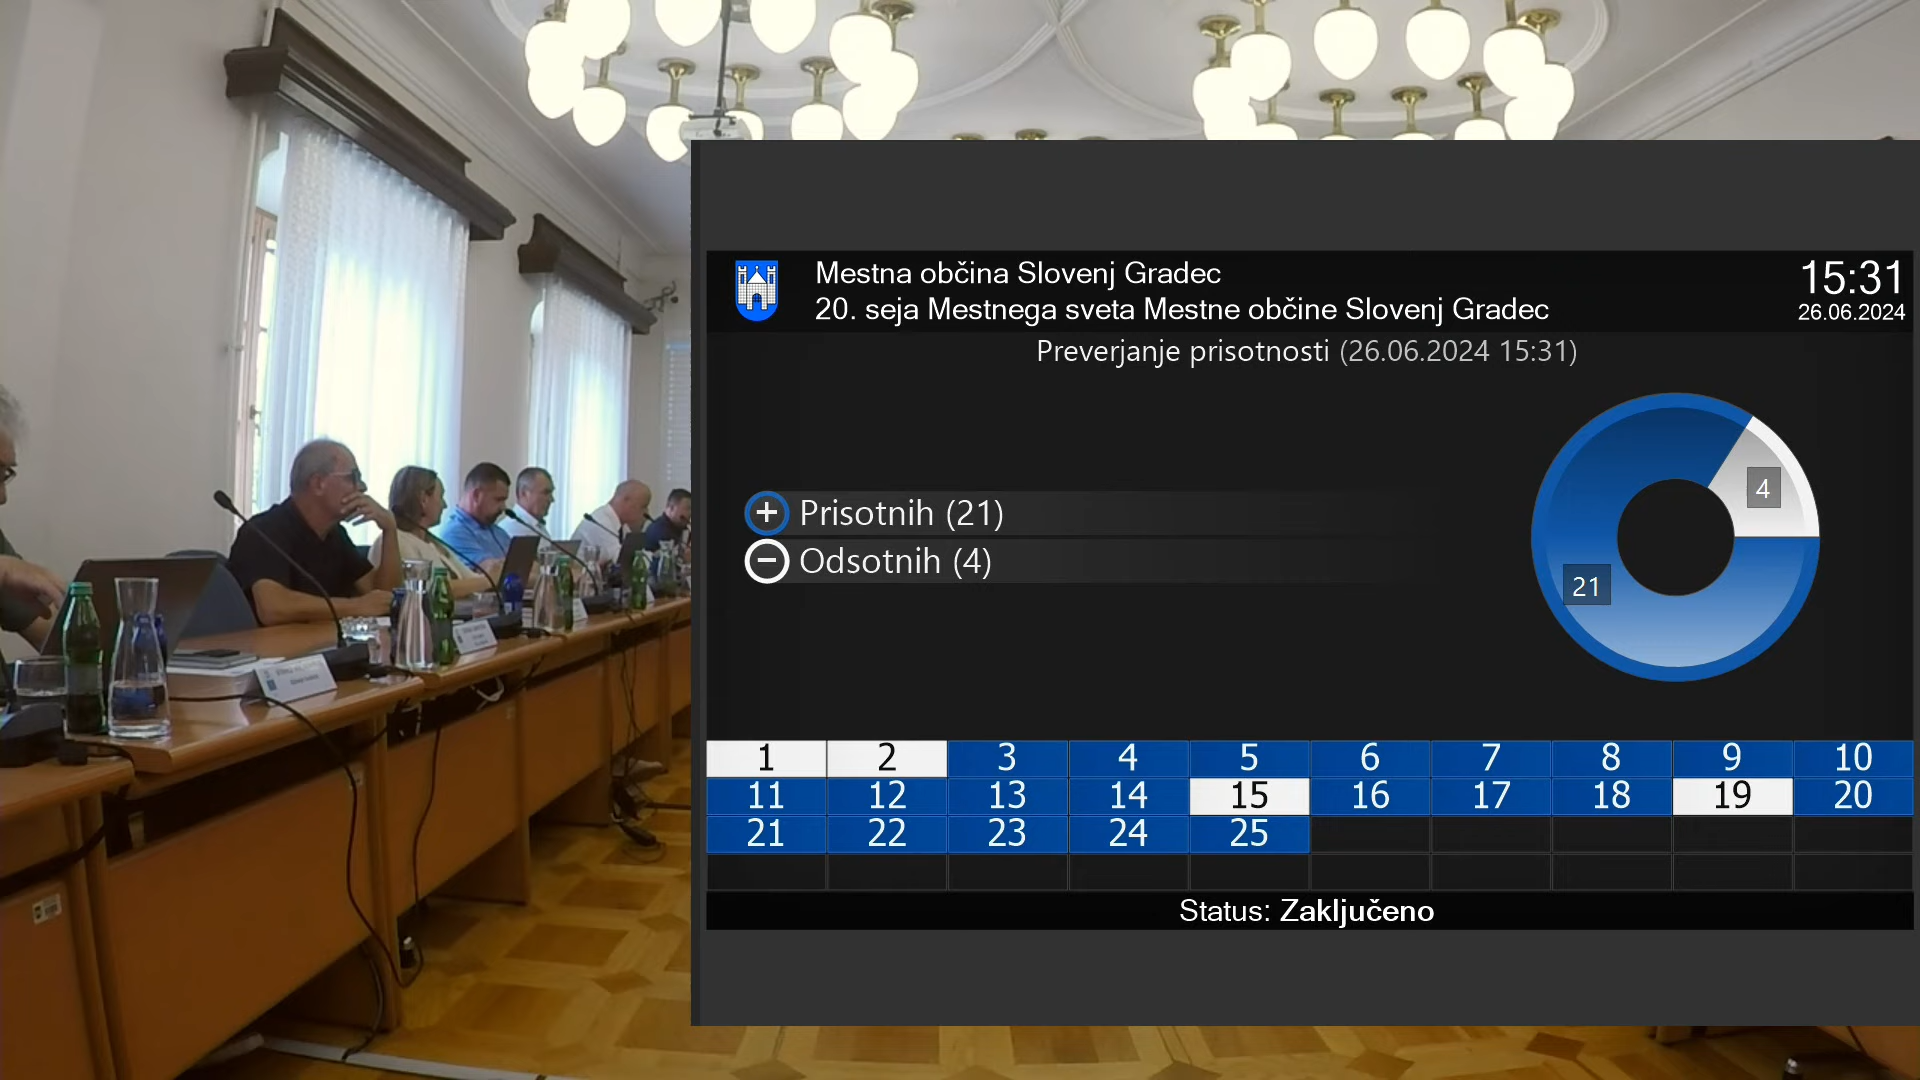 Mestna občina Slovenj Gradec
20. seja Mestnega sveta Mestne občine Slovenj Gradec
15:31
26.06.2024
Preverjanje prisotnosti (26.06.2024 15:31)
+ Prisotnih (21)
− Odsotnih (4)
4
21
1 2 3 4 5 6 7 8 9 10
11 12 13 14 15 16 17 18 19 20
21 22 23 24 25
Status: Zaključeno